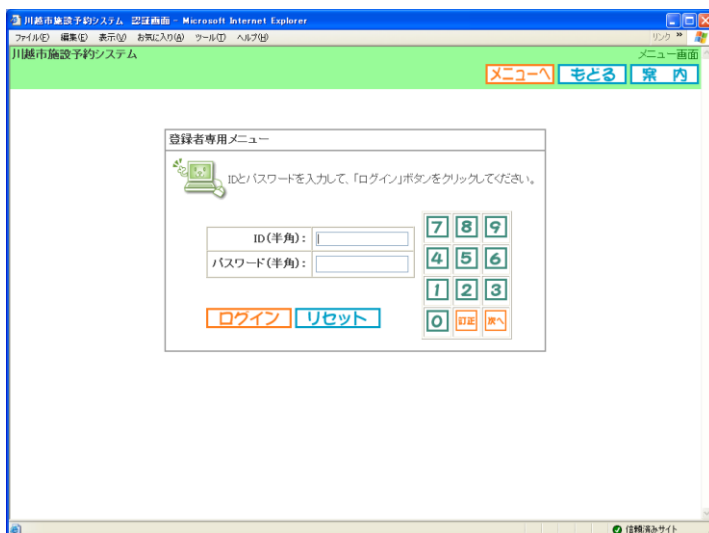 川越市施設予約システム 認証画面 - Microsoft Internet Explorer
ファイル(F) 編集(E) 表示(V) お気に入り(A) ツール(T) ヘルプ(H) リンク »
川越市施設予約システム メニュー画面
メニューへ もどる 案 内
登録者専用メニュー
IDとパスワードを入力して、「ログイン」ボタンをクリックしてください。
ID(半角):
パスワード(半角):
7 8 9
4 5 6
1 2 3
0 訂正 次へ
ログイン リセット
信頼済みサイト